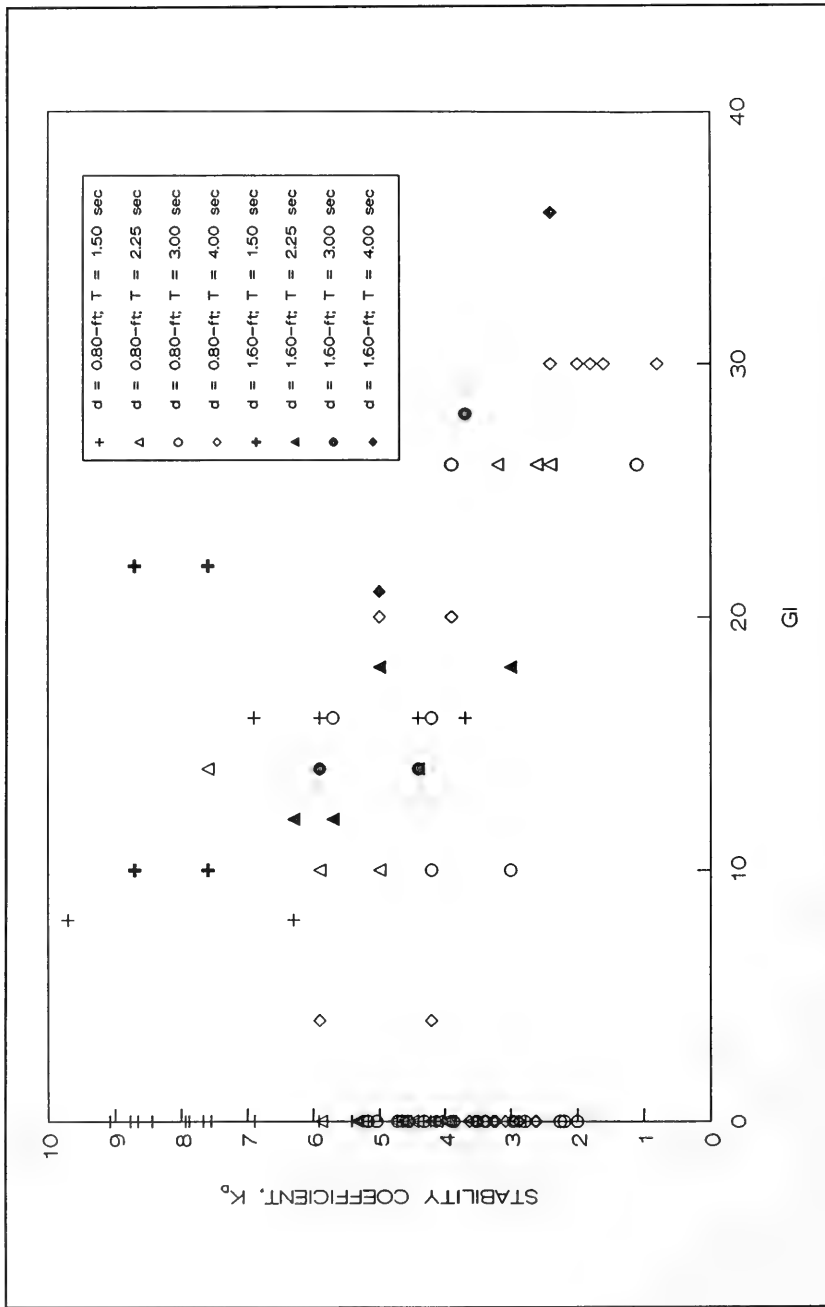 10
9
8
7
6
5
4
3
2
1
0
STABILITY COEFFICIENT, K_D
0
10
20
30
40
GI
+ d = 0.80-ft; T = 1.50 sec
△ d = 0.80-ft; T = 2.25 sec
○ d = 0.80-ft; T = 3.00 sec
◇ d = 0.80-ft; T = 4.00 sec
+ d = 1.60-ft; T = 1.50 sec
▲ d = 1.60-ft; T = 2.25 sec
● d = 1.60-ft; T = 3.00 sec
◆ d = 1.60-ft; T = 4.00 sec